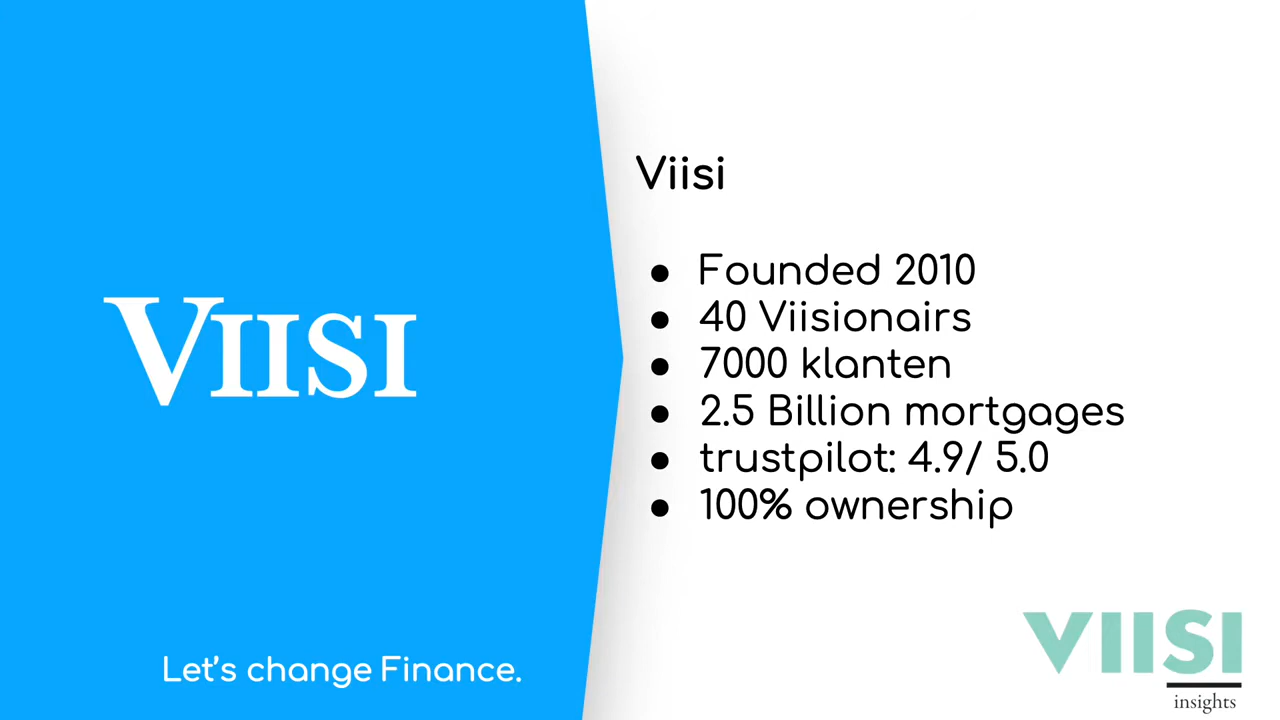 VIISI
Let's change Finance.
Viisi
● Founded 2010
● 40 Viisionairs
● 7000 klanten
● 2.5 Billion mortgages
● trustpilot: 4.9/ 5.0
● 100% ownership
VIISI
insights